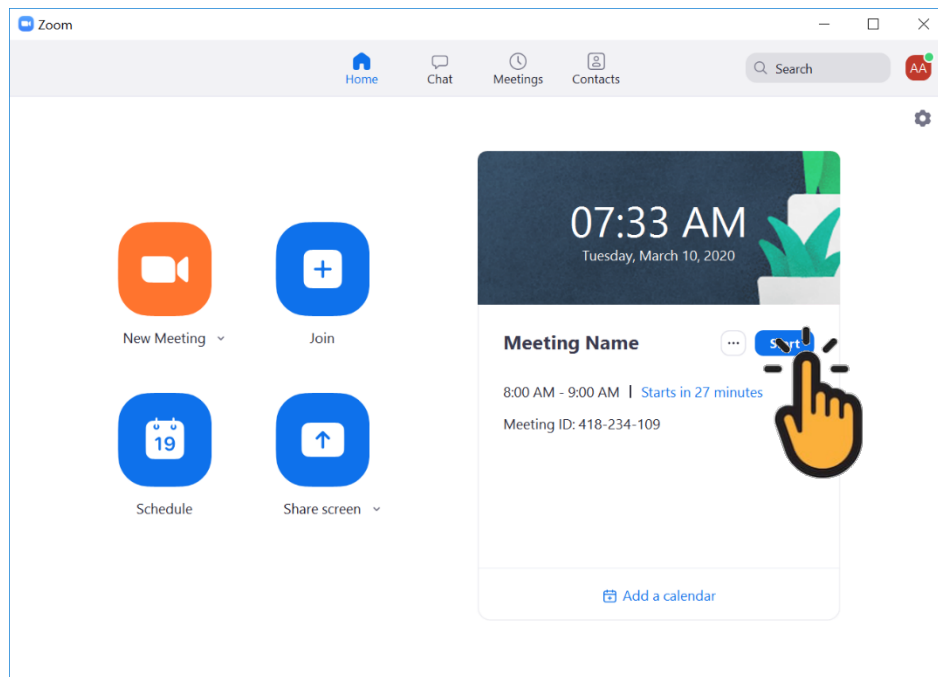 Zoom
Home Chat Meetings Contacts
Search
AA
07:33 AM
Tuesday, March 10, 2020
New Meeting
Join
Meeting Name
... Start
8:00 AM - 9:00 AM | Starts in 27 minutes
Meeting ID: 418-234-109
19
Schedule
Share screen
Add a calendar